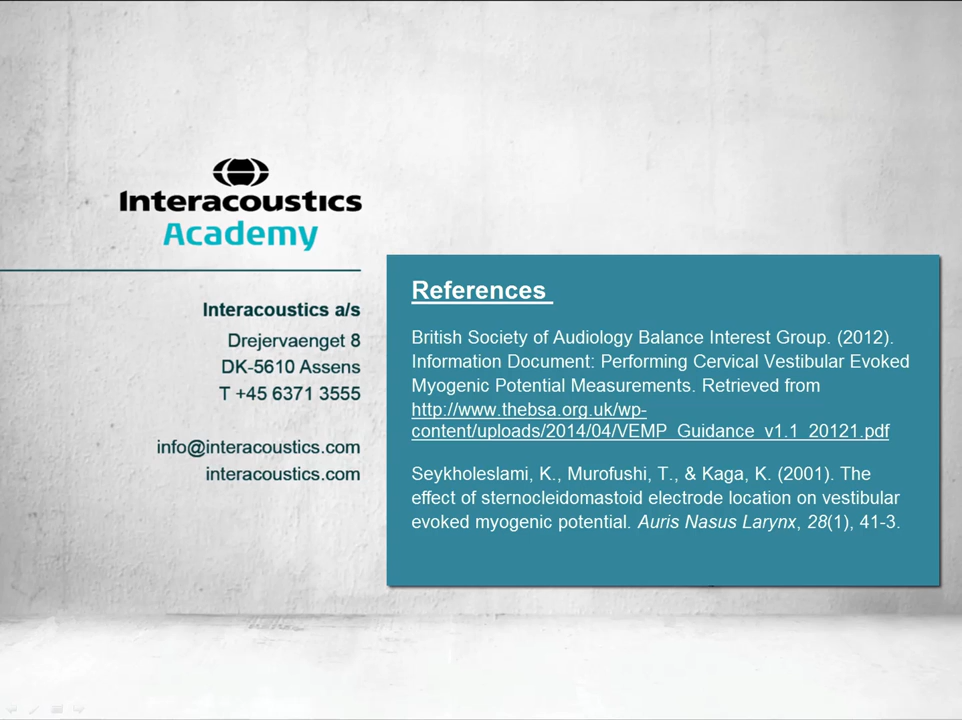 Interacoustics
Academy
Interacoustics a/s
Drejervaenget 8
DK-5610 Assens
T +45 6371 3555
info@interacoustics.com
interacoustics.com
References
British Society of Audiology Balance Interest Group. (2012).
Information Document: Performing Cervical Vestibular Evoked
Myogenic Potential Measurements. Retrieved from
http://www.thebsa.org.uk/wp-
content/uploads/2014/04/VEMP_Guidance_v1.1_20121.pdf
Seykholeslami, K., Murofushi, T., & Kaga, K. (2001). The
effect of sternocleidomastoid electrode location on vestibular
evoked myogenic potential. Auris Nasus Larynx, 28(1), 41-3.